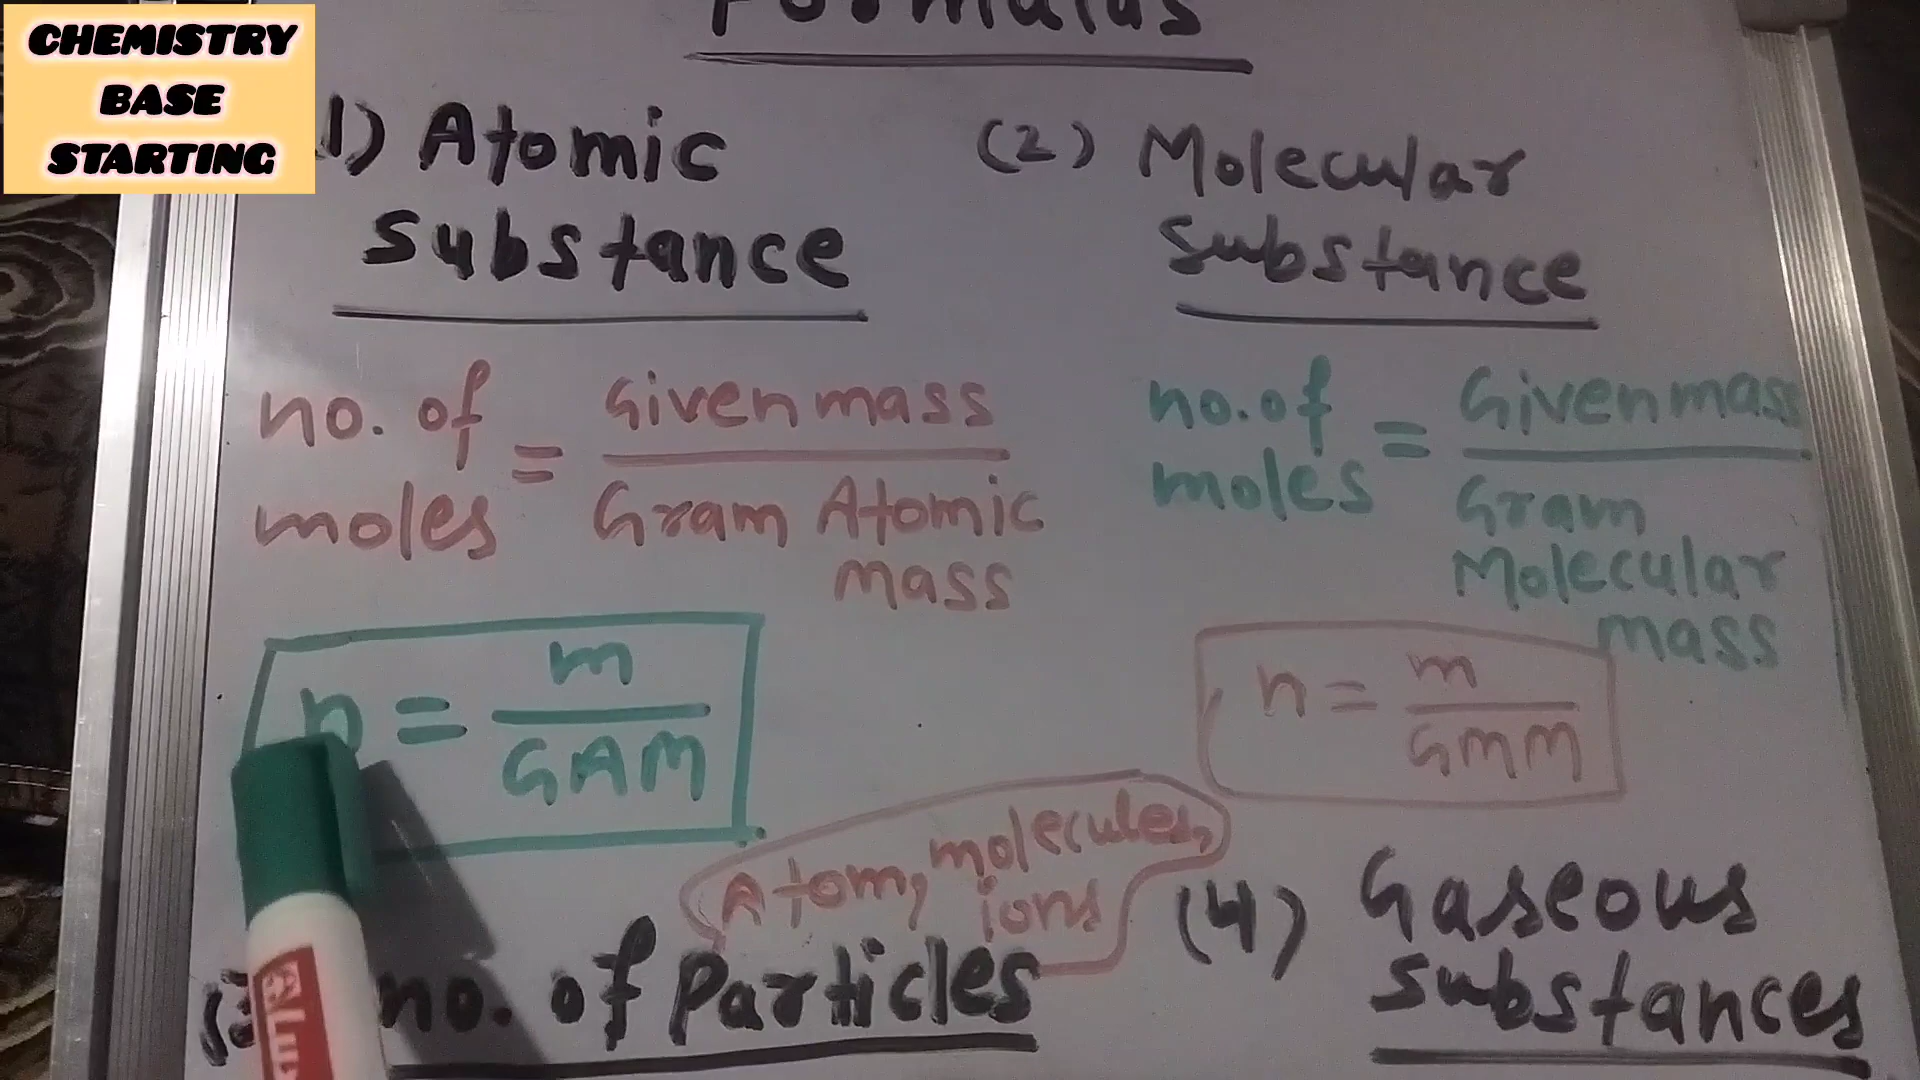 CHEMISTRY
BASE
STARTING
Formulas
1) Atomic
substance
no. of
moles = Given mass
Gram Atomic
mass
n = m
GAM
(2) Molecular
substance
no. of
moles = Given mass
Gram
Molecular
mass
n = m
GMM
Atom, molecules,
ions
no. of Particles
(4) Gaseous
substances